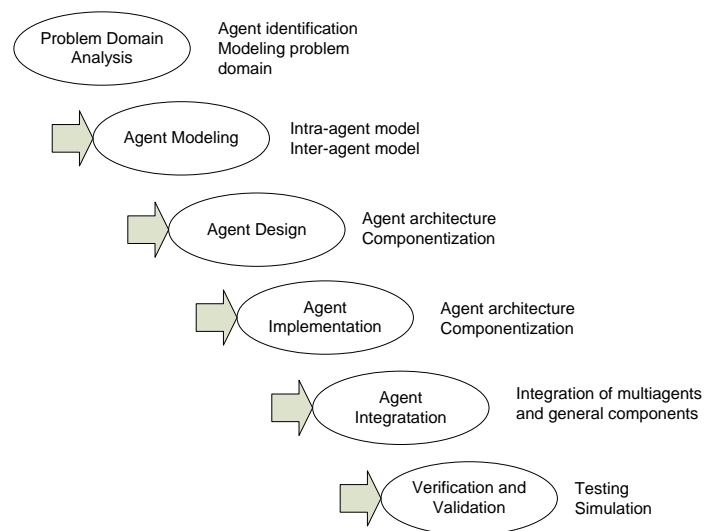 Problem Domain
Analysis
Agent identification
Modeling problem
domain
Agent Modeling
Intra-agent model
Inter-agent model
Agent Design
Agent architecture
Componentization
Agent
Implementation
Agent architecture
Componentization
Agent
Integratation
Integration of multiagents
and general components
Verification and
Validation
Testing
Simulation